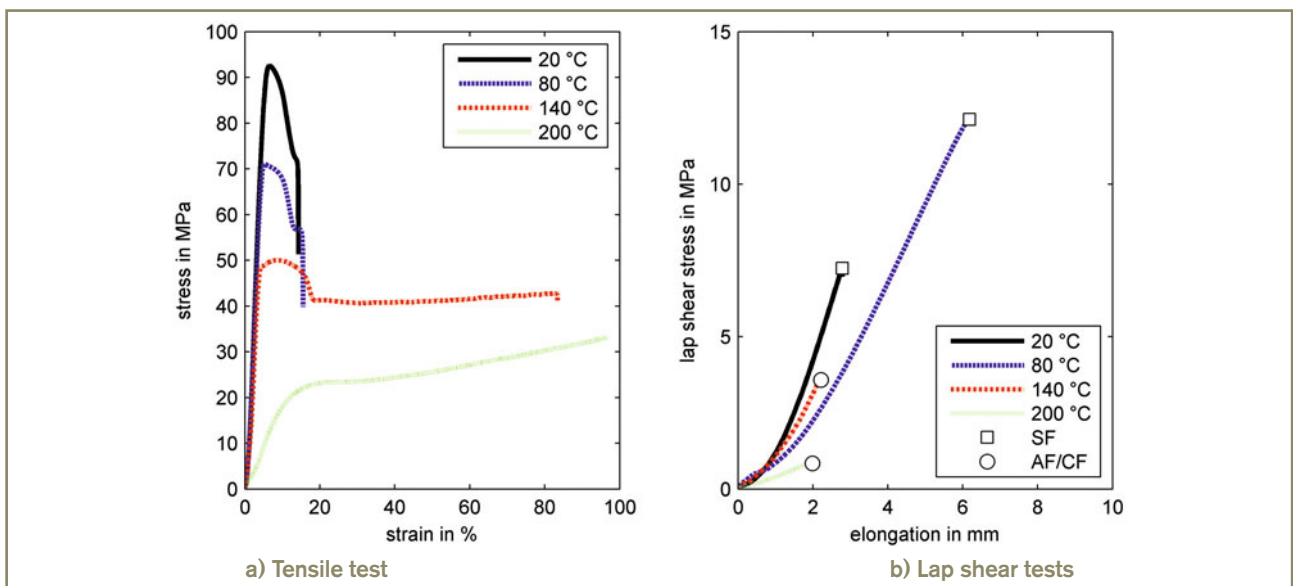 100
90
80
70
60
50
40
30
20
10
0
stress in MPa
20 °C
80 °C
140 °C
200 °C
0 20 40 60 80 100
strain in %
a) Tensile test
15
10
5
0
lap shear stress in MPa
20 °C
80 °C
140 °C
200 °C
SF
AF/CF
0 2 4 6 8 10
elongation in mm
b) Lap shear tests